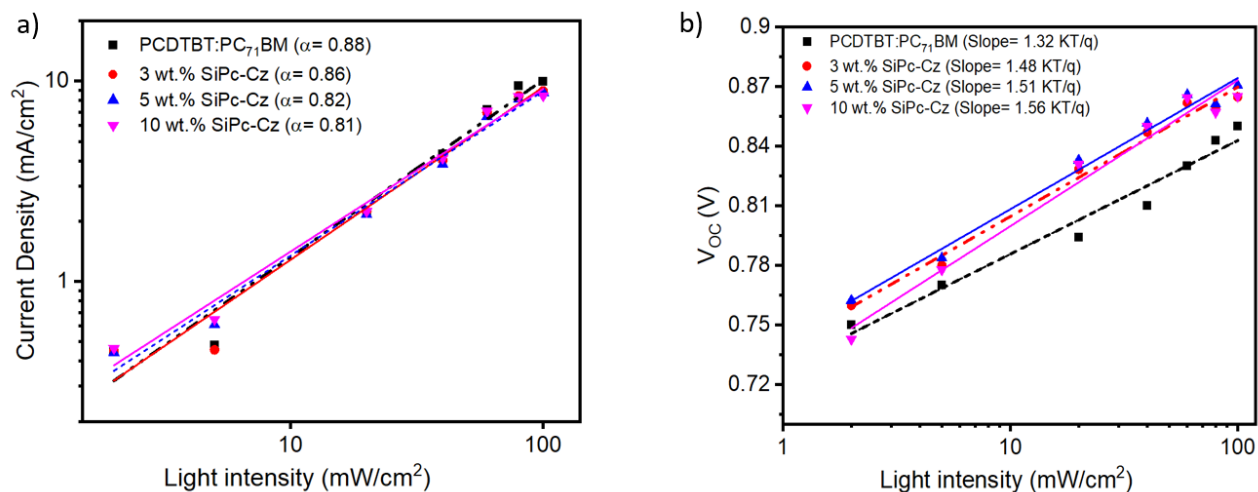 a)
PCDTBT:PC₇₁BM (α= 0.88)
3 wt.% SiPc-Cz (α= 0.86)
5 wt.% SiPc-Cz (α= 0.82)
10 wt.% SiPc-Cz (α= 0.81)
10
1
Current Density (mA/cm²)
10
100
Light intensity (mW/cm²)
b)
PCDTBT:PC₇₁BM (Slope= 1.32 KT/q)
3 wt.% SiPc-Cz (Slope= 1.48 KT/q)
5 wt.% SiPc-Cz (Slope= 1.51 KT/q)
10 wt.% SiPc-Cz (Slope= 1.56 KT/q)
0.9
0.87
0.84
0.81
0.78
0.75
0.72
V_OC (V)
1
10
100
Light intensity (mW/cm²)